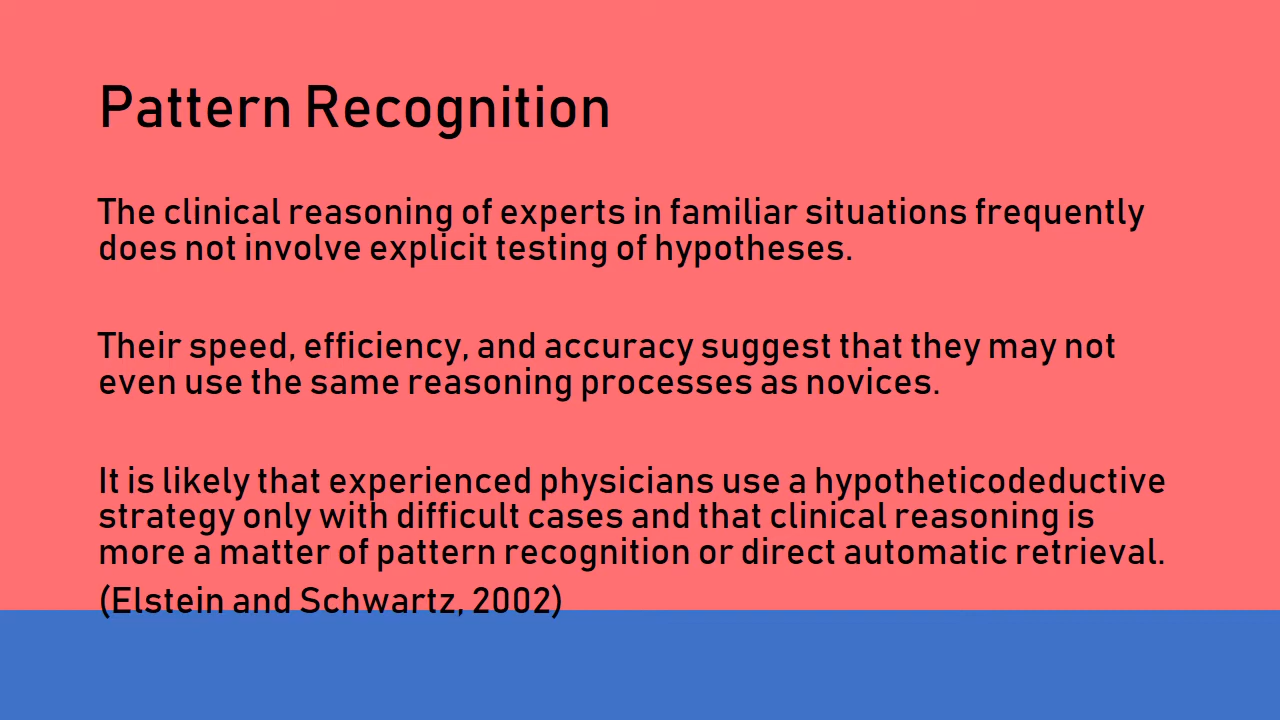 Pattern Recognition
The clinical reasoning of experts in familiar situations frequently
does not involve explicit testing of hypotheses.
Their speed, efficiency, and accuracy suggest that they may not
even use the same reasoning processes as novices.
It is likely that experienced physicians use a hypotheticodeductive
strategy only with difficult cases and that clinical reasoning is
more a matter of pattern recognition or direct automatic retrieval.
(Elstein and Schwartz, 2002)